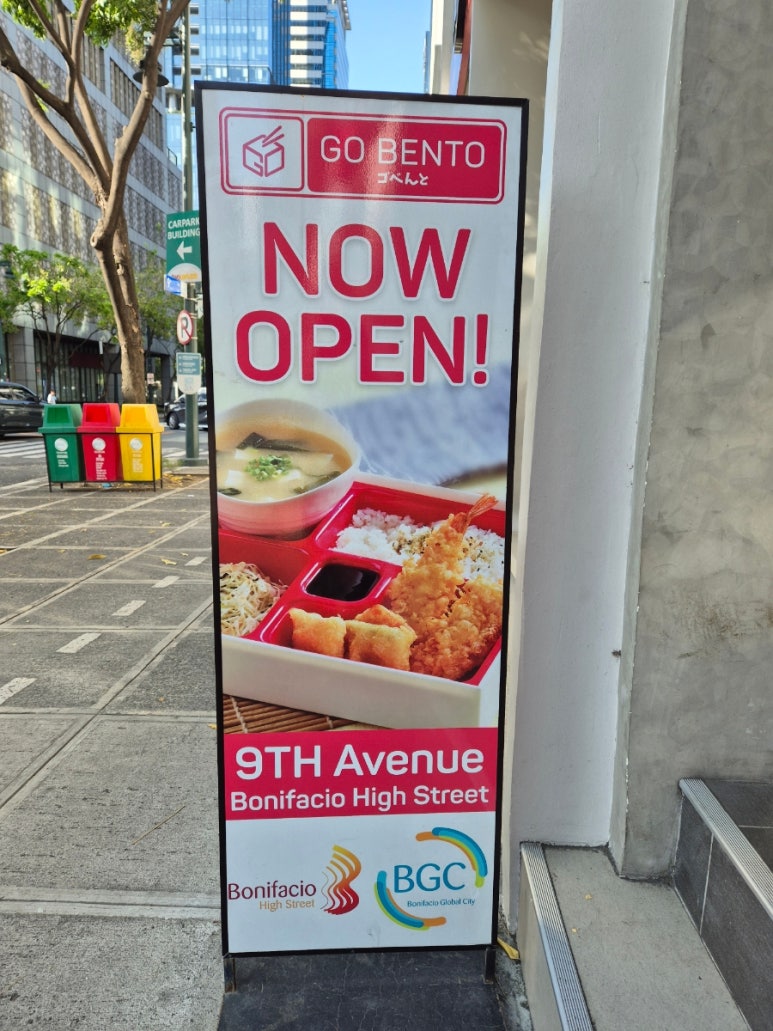 GO BENTO
ゴべんと
NOW
OPEN!
9TH Avenue
Bonifacio High Street
Bonifacio
High Street
BGC
Bonifacio Global City
CARPARK
BUILDING